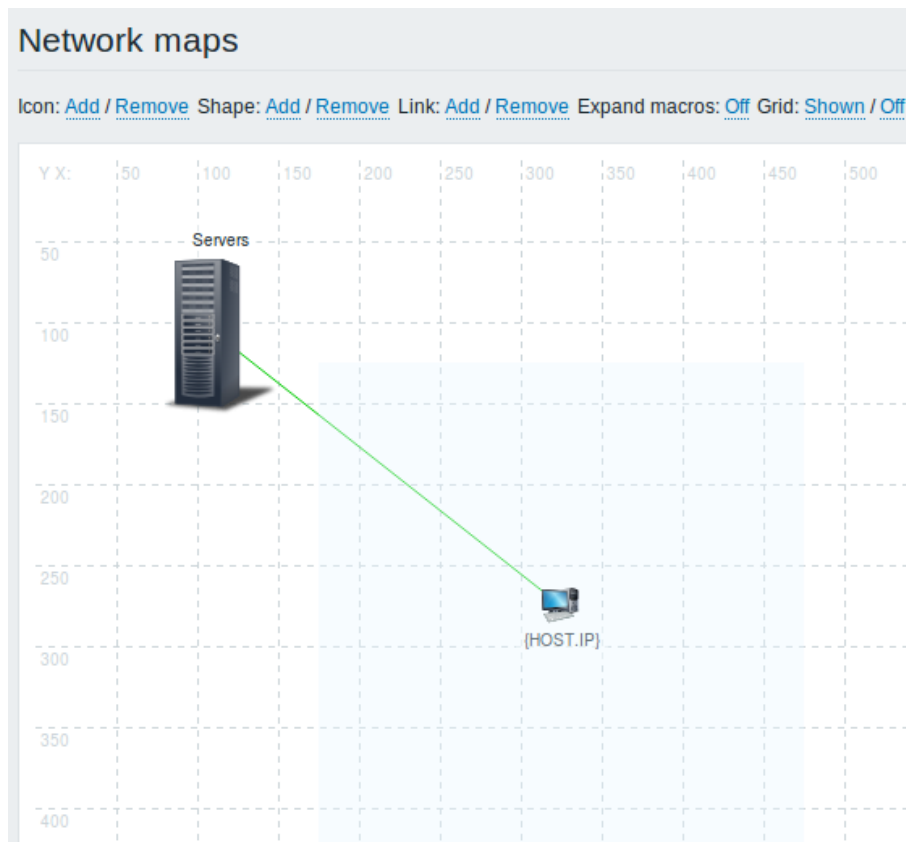 Network maps
Icon: Add / Remove Shape: Add / Remove Link: Add / Remove Expand macros: Off Grid: Shown / Off
Y X: 50 100 150 200 250 300 350 400 450 500
Servers
50
100
150
200
250
{HOST.IP}
300
350
400